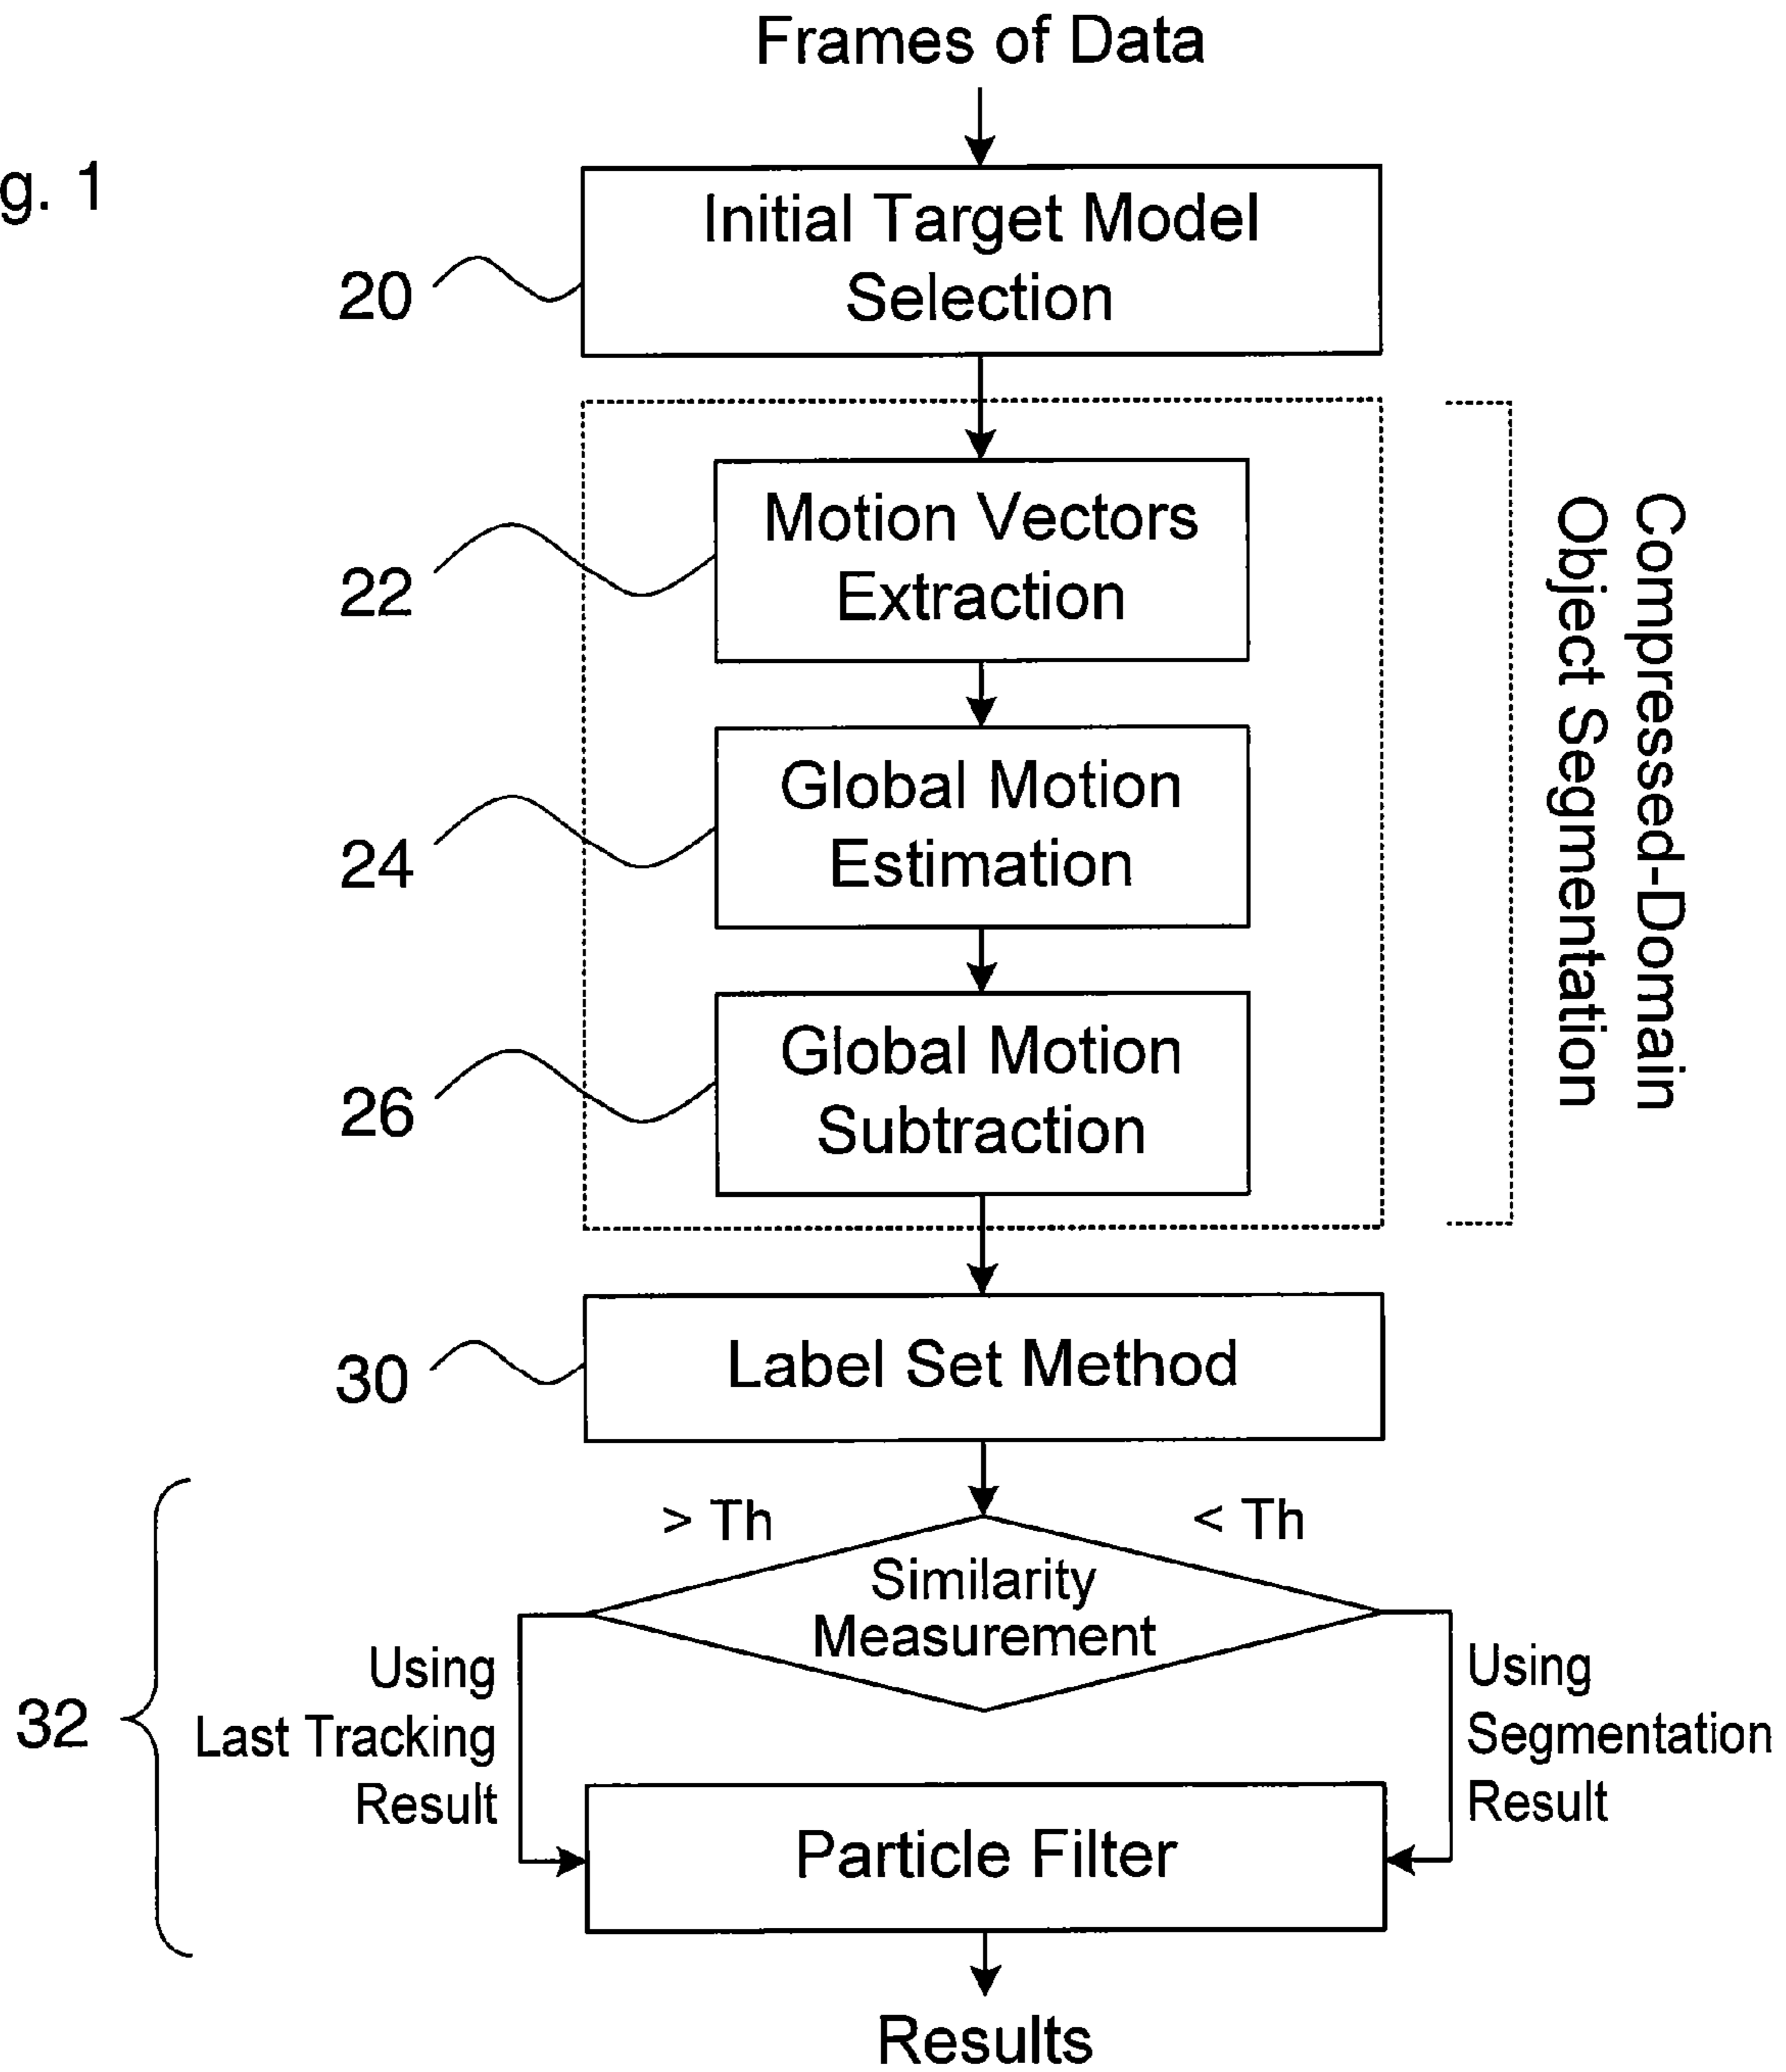 Frames of Data
g. 1
Initial Target Model
Selection
20
Motion Vectors
Extraction
22
Global Motion
Estimation
24
Global Motion
Subtraction
26
Compressed-Domain
Object Segmentation
Label Set Method
30
> Th
< Th
Similarity
Measurement
Using
Last Tracking
Result
Using
Segmentation
Result
32
Particle Filter
Results